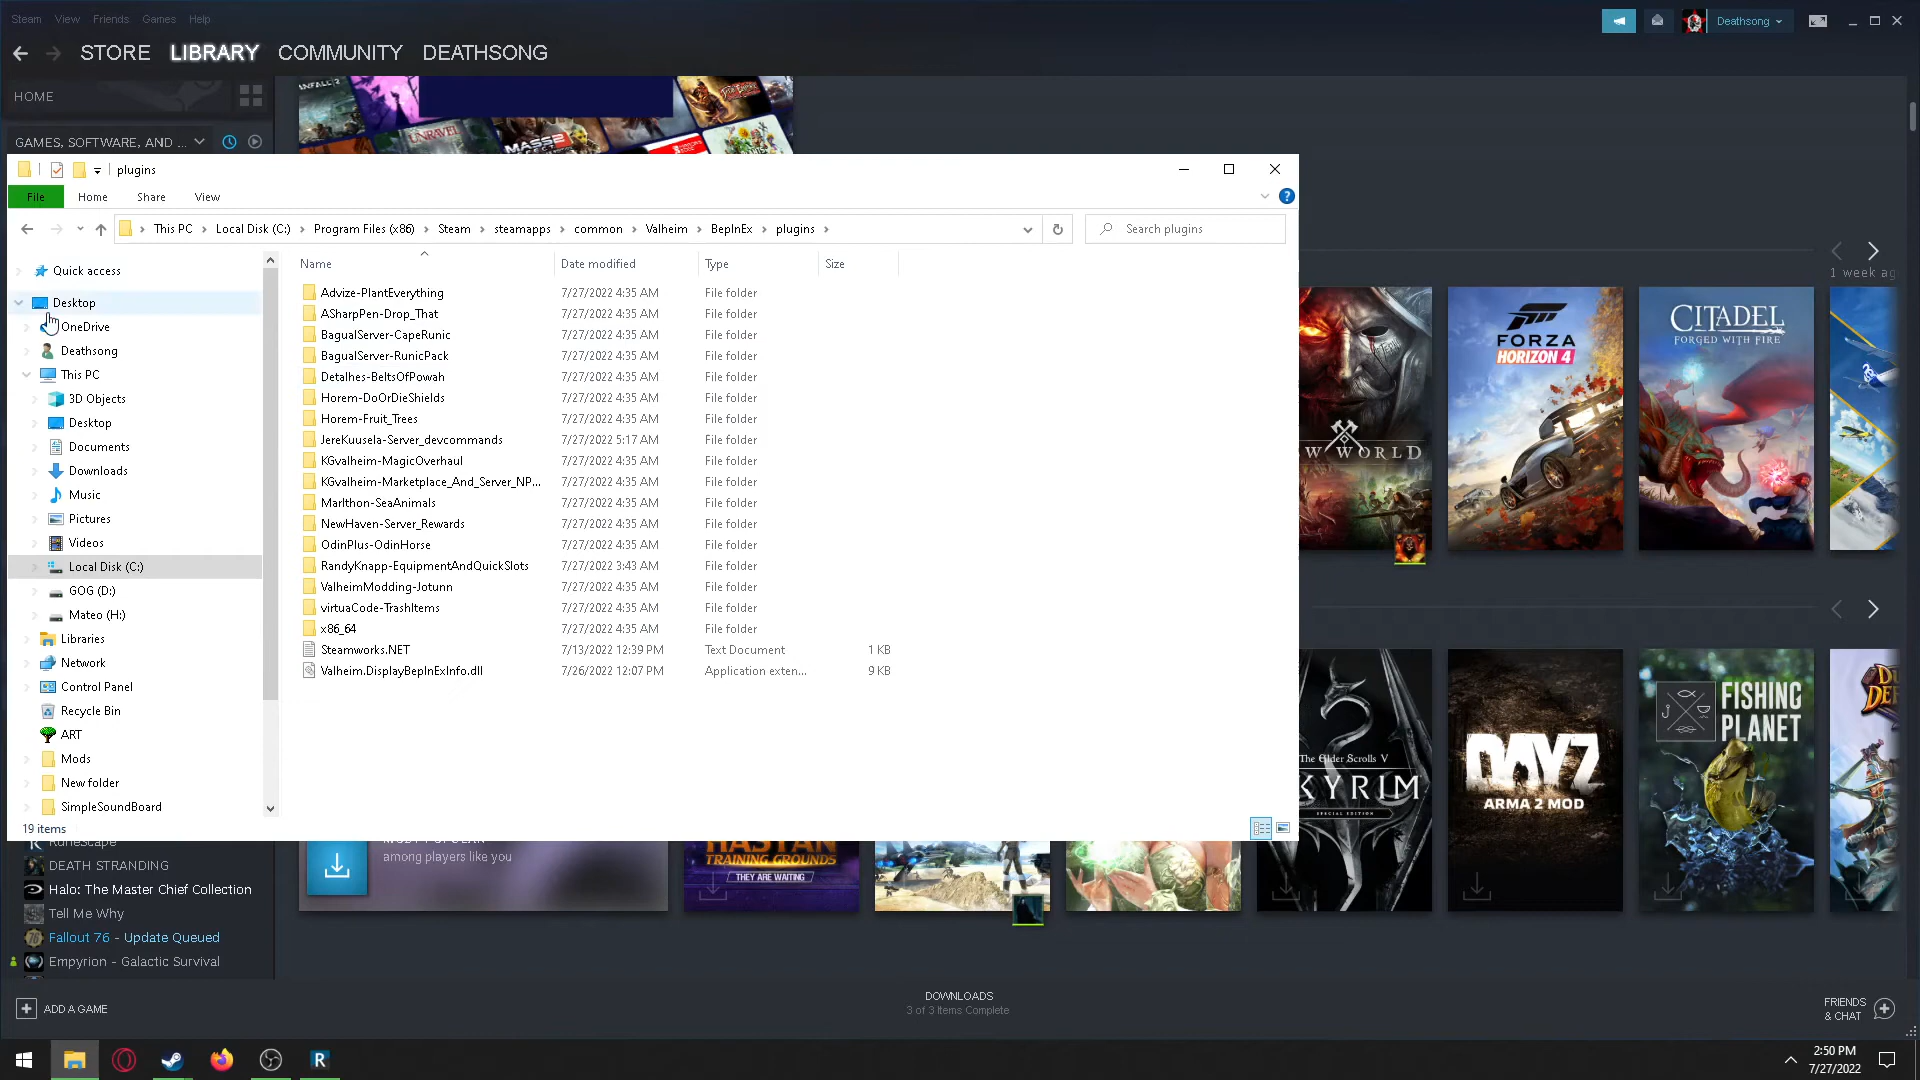 Steam View Friends Games Help
Deathsong
STORE LIBRARY COMMUNITY DEATHSONG
HOME
GAMES, SOFTWARE, AND ...
UNRAVEL
plugins
File Home Share View
This PC Local Disk (C:) Program Files (x86) Steam steamapps common Valheim BepInEx plugins
Search plugins
Name Date modified Type Size
Quick access
Desktop
OneDrive
Deathsong
This PC
3D Objects
Desktop
Documents
Downloads
Music
Pictures
Videos
Local Disk (C:)
GOG (D:)
Mateo (H:)
Libraries
Network
Control Panel
Recycle Bin
ART
Mods
New folder
SimpleSoundBoard
Advize-PlantEverything 7/27/2022 4:35 AM File folder
ASharpPen-Drop_That 7/27/2022 4:35 AM File folder
BagualServer-CapeRunic 7/27/2022 4:35 AM File folder
BagualServer-RunicPack 7/27/2022 4:35 AM File folder
Detalhes-BeltsOfPowah 7/27/2022 4:35 AM File folder
Horem-DoOrDieShields 7/27/2022 4:35 AM File folder
Horem-Fruit_Trees 7/27/2022 4:35 AM File folder
JereKuusela-Server_devcommands 7/27/2022 5:17 AM File folder
KGvalheim-MagicOverhaul 7/27/2022 4:35 AM File folder
KGvalheim-Marketplace_And_Server_NP... 7/27/2022 4:35 AM File folder
Marlthon-SeaAnimals 7/27/2022 4:35 AM File folder
NewHaven-Server_Rewards 7/27/2022 4:35 AM File folder
OdinPlus-OdinHorse 7/27/2022 4:35 AM File folder
RandyKnapp-EquipmentAndQuickSlots 7/27/2022 3:43 AM File folder
ValheimModding-Jotunn 7/27/2022 4:35 AM File folder
virtuaCode-TrashItems 7/27/2022 4:35 AM File folder
x86_64 7/27/2022 4:35 AM File folder
Steamworks.NET 7/13/2022 12:39 PM Text Document 1 KB
Valheim.DisplayBepInExInfo.dll 7/26/2022 12:07 PM Application exten... 9 KB
19 items
1 week ag
W WORLD
FORZA
HORIZON 4
CITADEL
FORGED WITH FIRE
The Elder Scrolls V
KYRIM
SPECIAL EDITION
DAYZ
ARMA 2 MOD
FISHING
PLANET
among players like you
TRAINING GROUNDS
THEY ARE WAITING
RuneScape
DEATH STRANDING
Halo: The Master Chief Collection
Tell Me Why
Fallout 76 - Update Queued
Empyrion - Galactic Survival
ADD A GAME
DOWNLOADS
3 of 3 Items Complete
FRIENDS
& CHAT
2:50 PM
7/27/2022